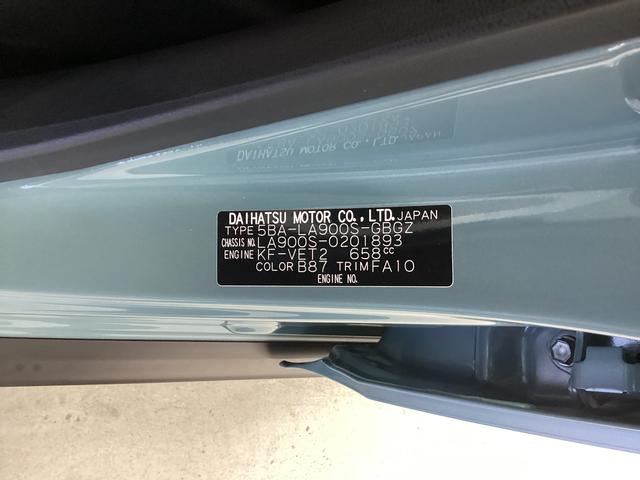 DAIHATSU MOTOR CO.,LTD. JAPAN
TYPE 5BA-LA900S-GBGZ
CHASSIS NO. LA900S-0201893
ENGINE KF-VET2 658cc
COLOR B87 TRIM FA10
ENGINE NO.